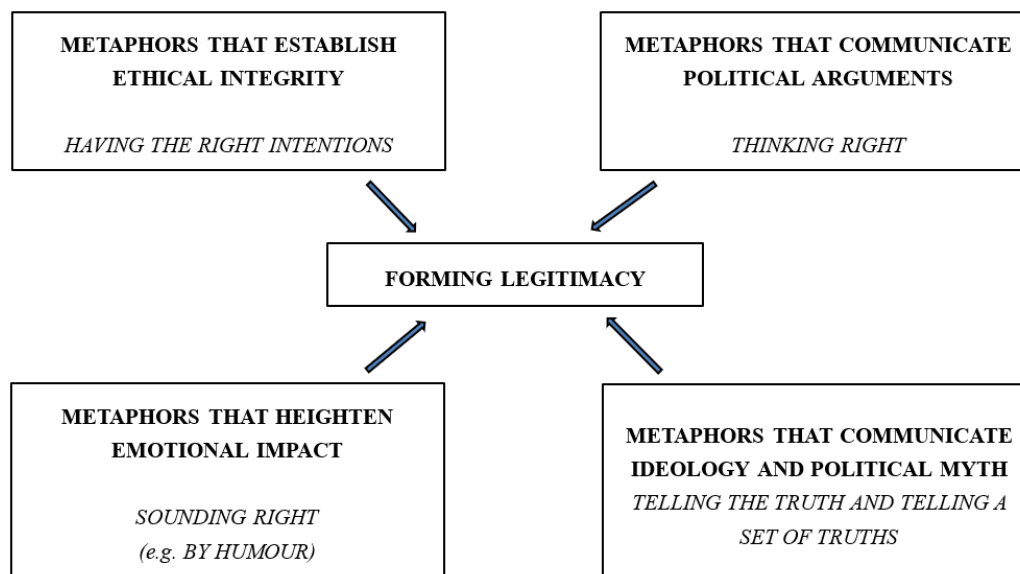 METAPHORS THAT ESTABLISH
ETHICAL INTEGRITY
HAVING THE RIGHT INTENTIONS
METAPHORS THAT COMMUNICATE
POLITICAL ARGUMENTS
THINKING RIGHT
FORMING LEGITIMACY
METAPHORS THAT HEIGHTEN
EMOTIONAL IMPACT
SOUNDING RIGHT
(e.g. BY HUMOUR)
METAPHORS THAT COMMUNICATE
IDEOLOGY AND POLITICAL MYTH
TELLING THE TRUTH AND TELLING A
SET OF TRUTHS